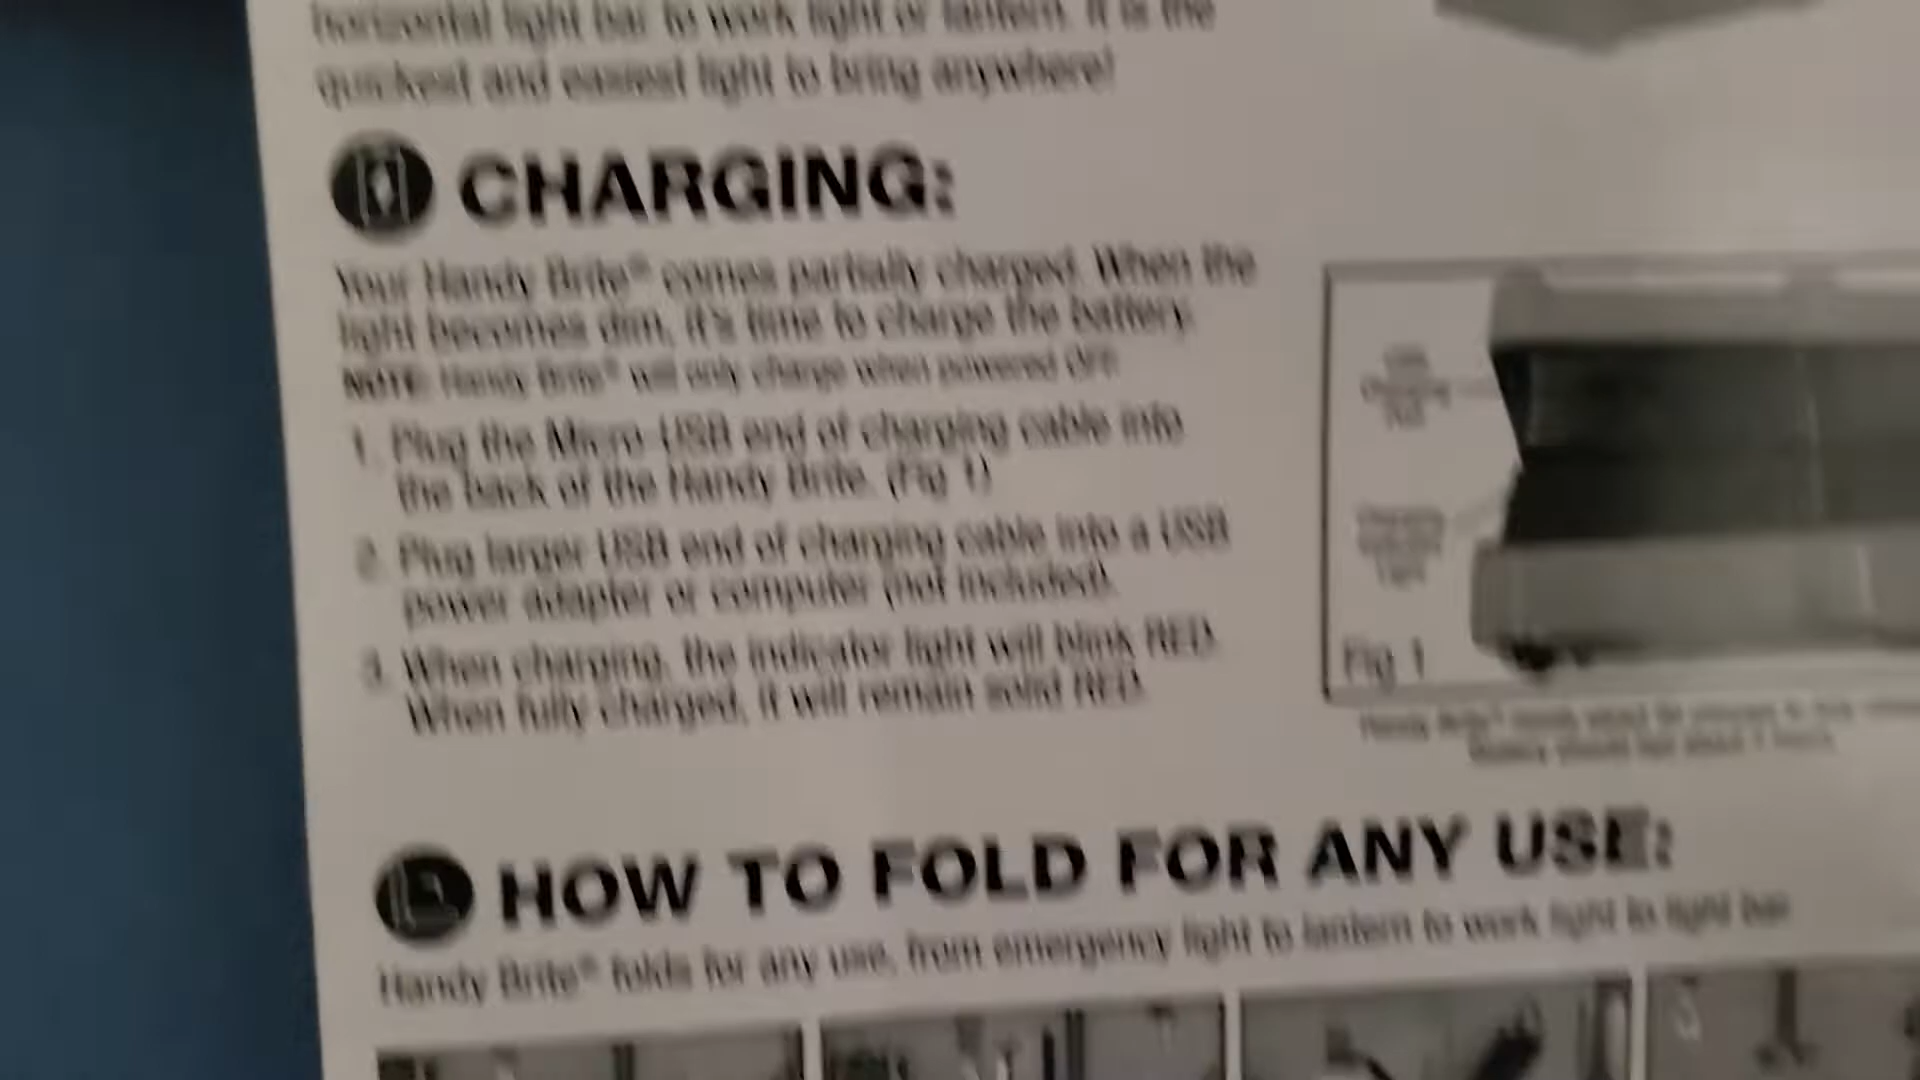 horizontal light bar to work light or lantern. It is the
quickest and easiest light to bring anywhere!
CHARGING:
Your Handy Brite® comes partially charged. When the
light becomes dim, it's time to charge the battery.
NOTE: Handy Brite® will only charge when powered OFF.
1. Plug the Micro-USB end of charging cable into
the back of the Handy Brite. (Fig 1)
2. Plug larger USB end of charging cable into a USB
power adapter or computer (not included).
3. When charging, the indicator light will blink RED.
When fully charged, it will remain solid RED.
Charging
Fig 1
Handy Brite®
HOW TO FOLD FOR ANY USE:
Handy Brite® folds for any use, from emergency light to lantern to work light to light bar.